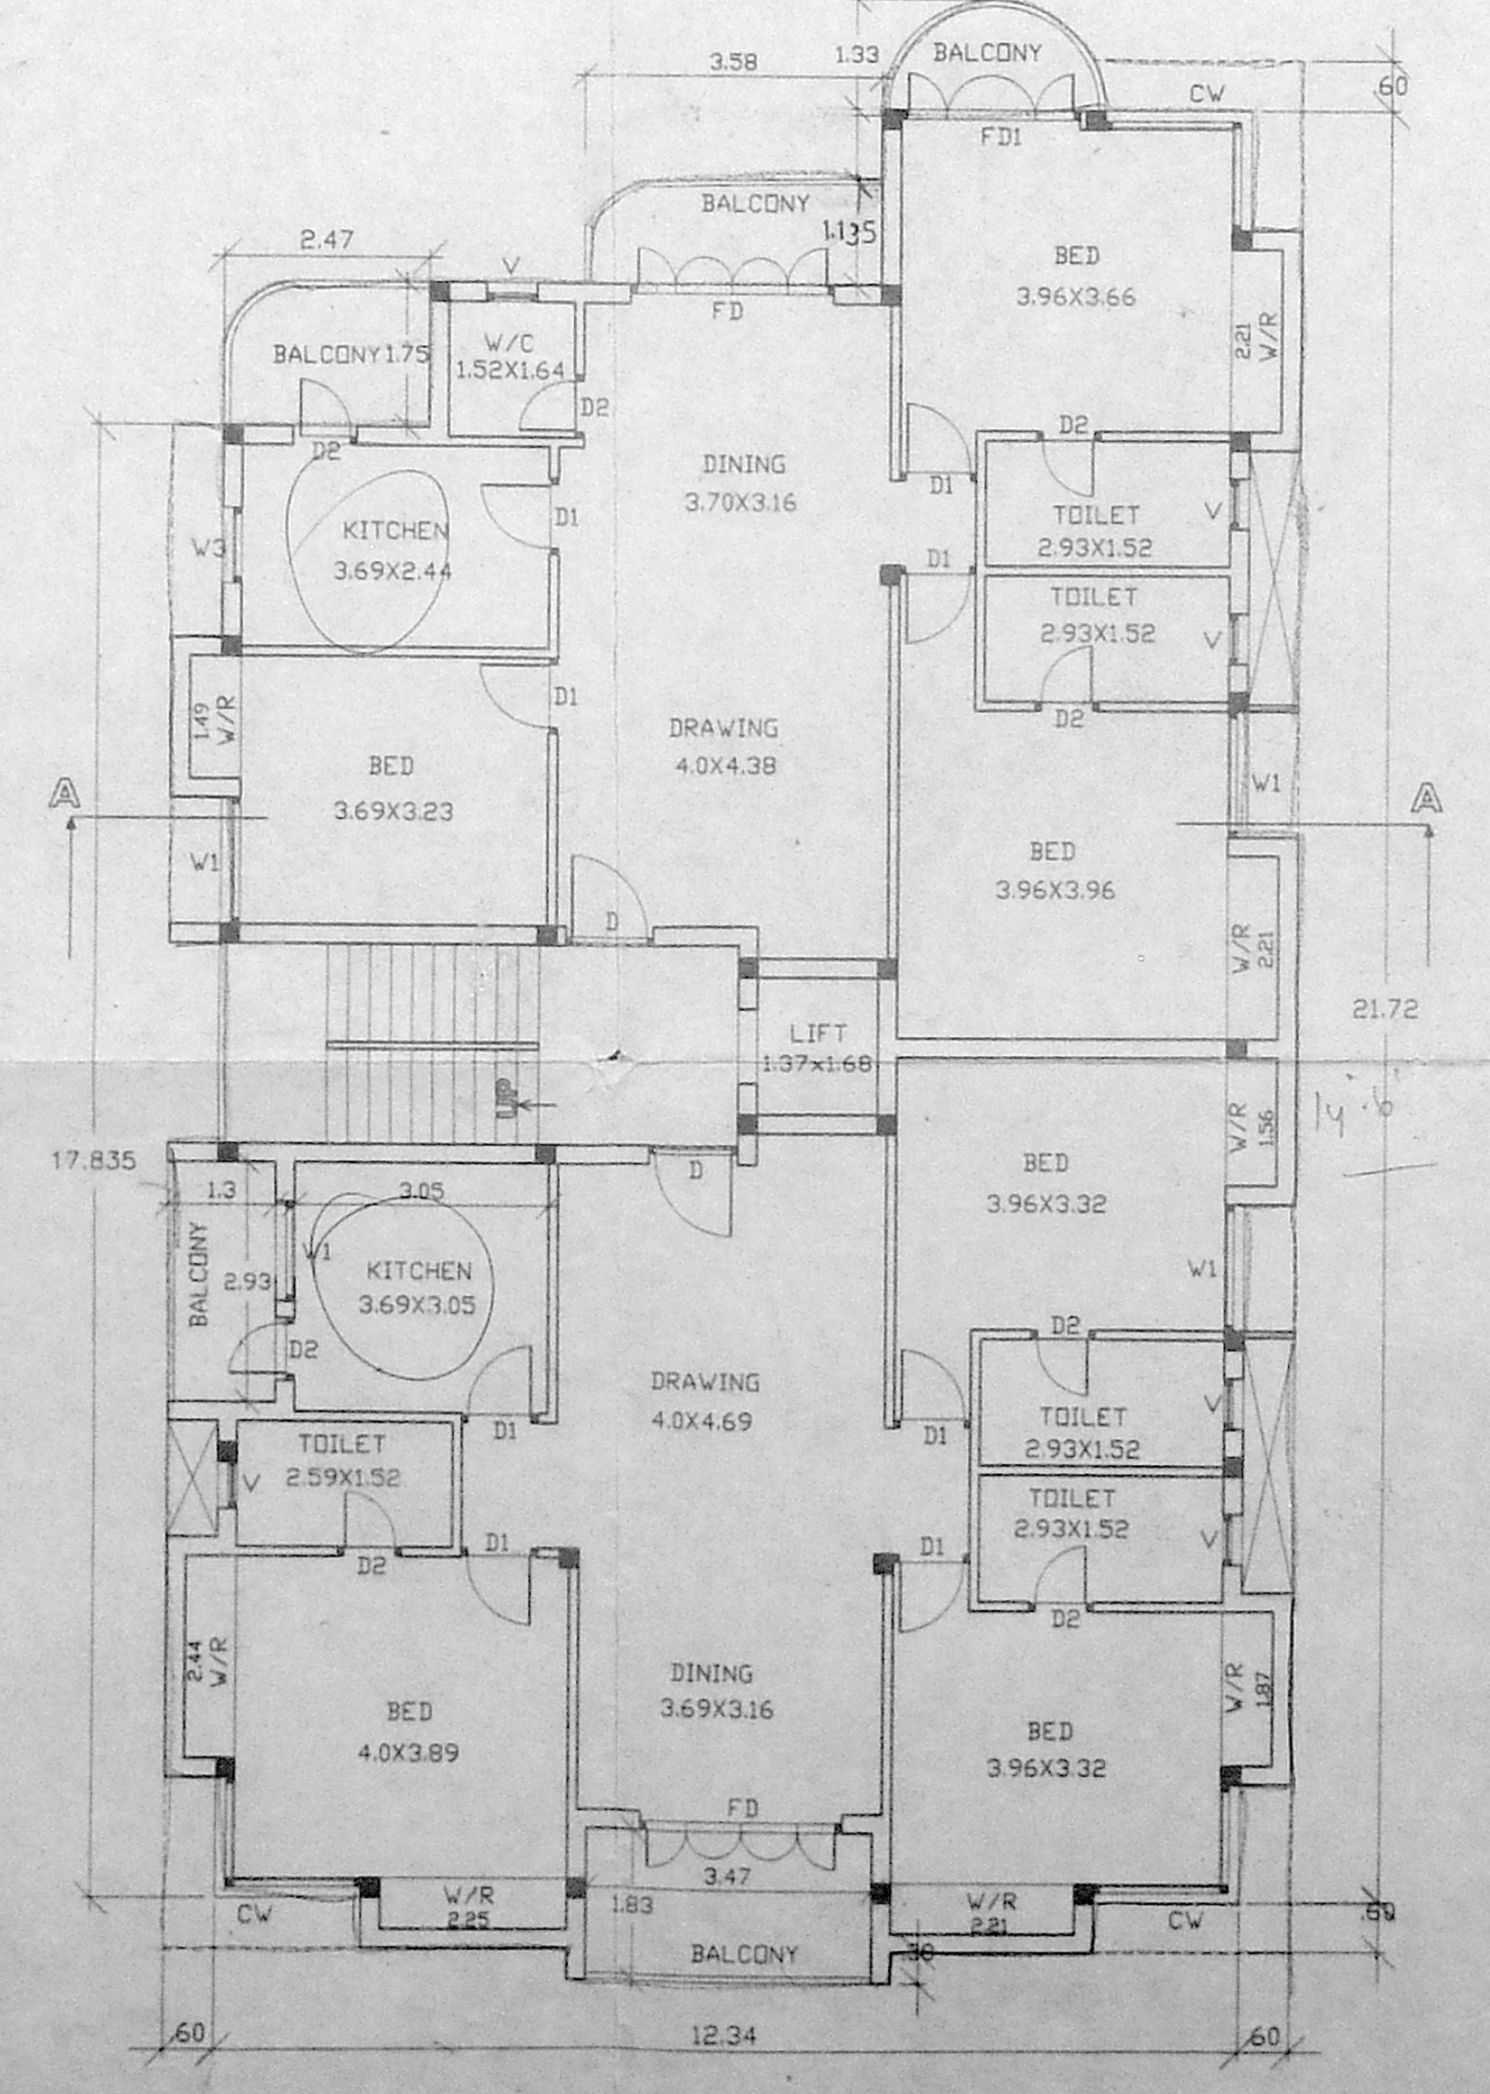 BALCONY
3.58
1.33
.60
CW
FD1
BALCONY
1.135
2.47
V
BED
3.96X3.66
FD
2.21
W/R
W/C
1.52X1.64
BALCONY 1.75
D2
D2
D2
DINING
3.70X3.16
D1
TOILET
2.93X1.52
V
D1
KITCHEN
3.69X2.44
W3
D1
TOILET
2.93X1.52
V
D1
D2
1.49
W/R
DRAWING
4.0X4.38
BED
3.69X3.23
A
W1
A
W1
BED
3.96X3.96
D
W/R
2.21
21.72
LIFT
1.37x1.68
UP
W/R
1.56
17.835
D
BED
3.96X3.32
1.3
3.05
BALCONY
W1
2.93
KITCHEN
3.69X3.05
W1
D2
D2
DRAWING
4.0X4.69
D1
D1
V
TOILET
2.93X1.52
TOILET
2.59X1.52
V
TOILET
2.93X1.52
V
D1
D1
D2
D2
2.44
W/R
DINING
3.69X3.16
W/R
1.87
BED
4.0X3.89
BED
3.96X3.32
FD
3.47
W/R
2.25
1.83
W/R
2.21
CW
CW
BALCONY
.30
.60
12.34
.60